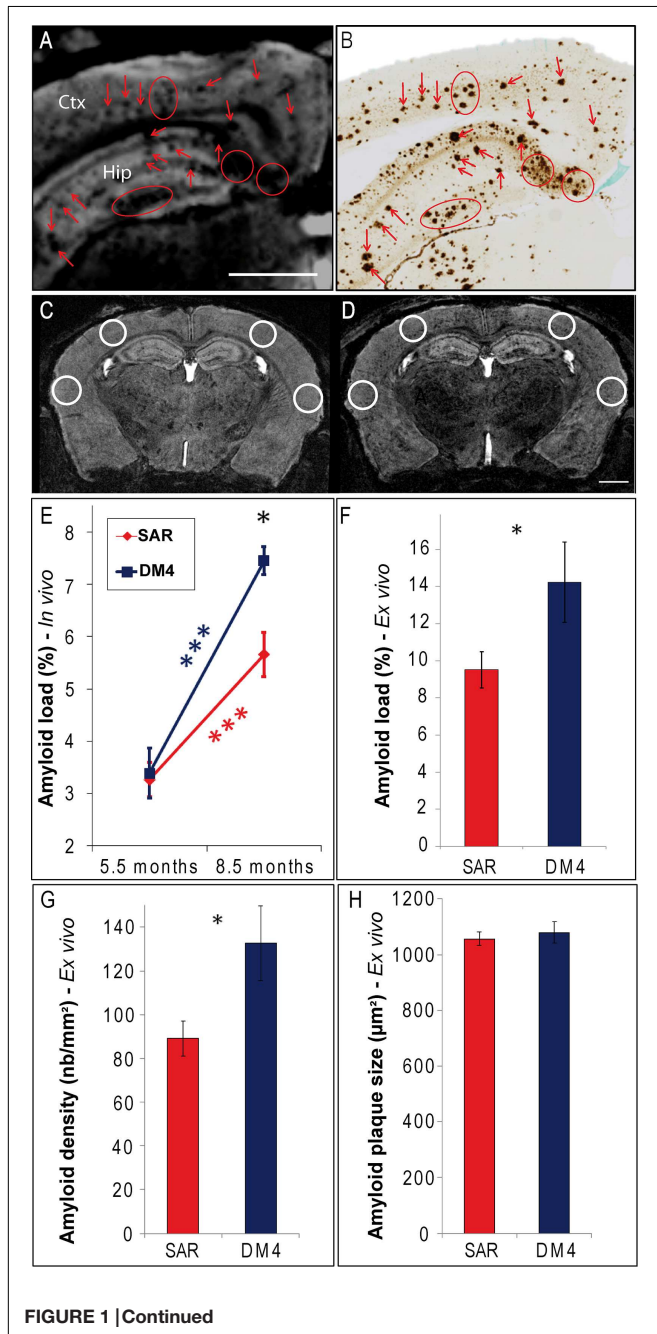 A
B
Ctx
Hip
C
D
E
8
7
6
5
4
3
2
Amyloid load (%) - In vivo
SAR
DM4
*
***
***
5.5 months
8.5 months
F
16
14
12
10
8
6
4
2
0
Amyloid load (%) - Ex vivo
*
SAR
DM4
G
140
120
100
80
60
40
20
0
Amyloid density (nb/mm²) - Ex vivo
*
SAR
DM4
H
1200
1000
800
600
400
200
0
Amyloid plaque size (µm²) - Ex vivo
SAR
DM4
FIGURE 1 | Continued